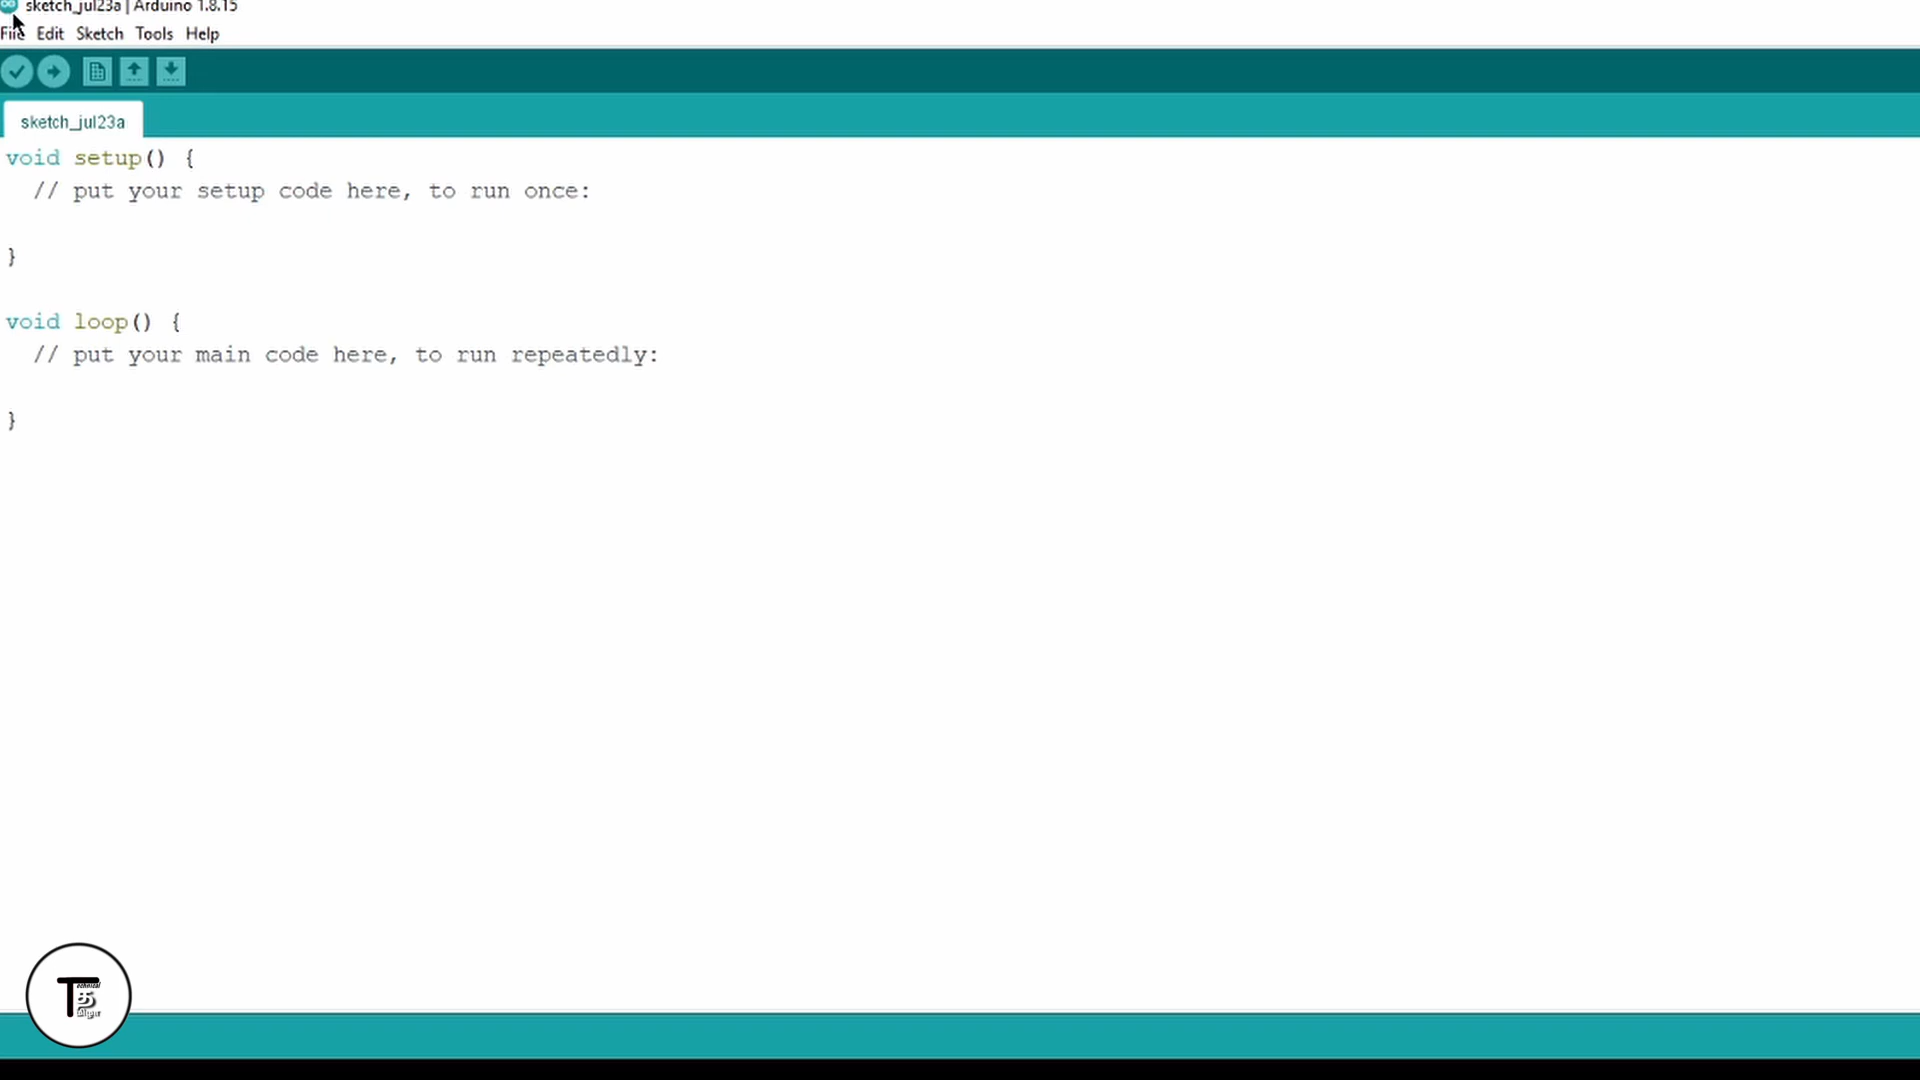 sketch_jul23a | Arduino 1.8.15
File Edit Sketch Tools Help
sketch_jul23a
void setup() {
  // put your setup code here, to run once:
}
void loop() {
  // put your main code here, to run repeatedly:
}
T
echnical
த
மிழா